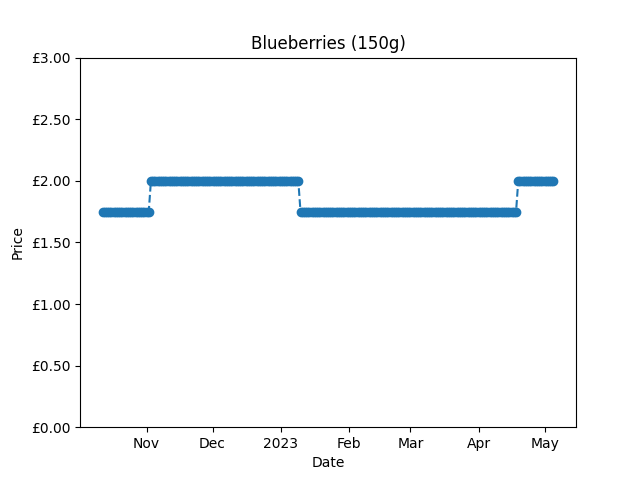 Blueberries (150g)
£3.00
£2.50
£2.00
£1.50
£1.00
£0.50
£0.00
Price
Nov Dec 2023 Feb Mar Apr May
Date